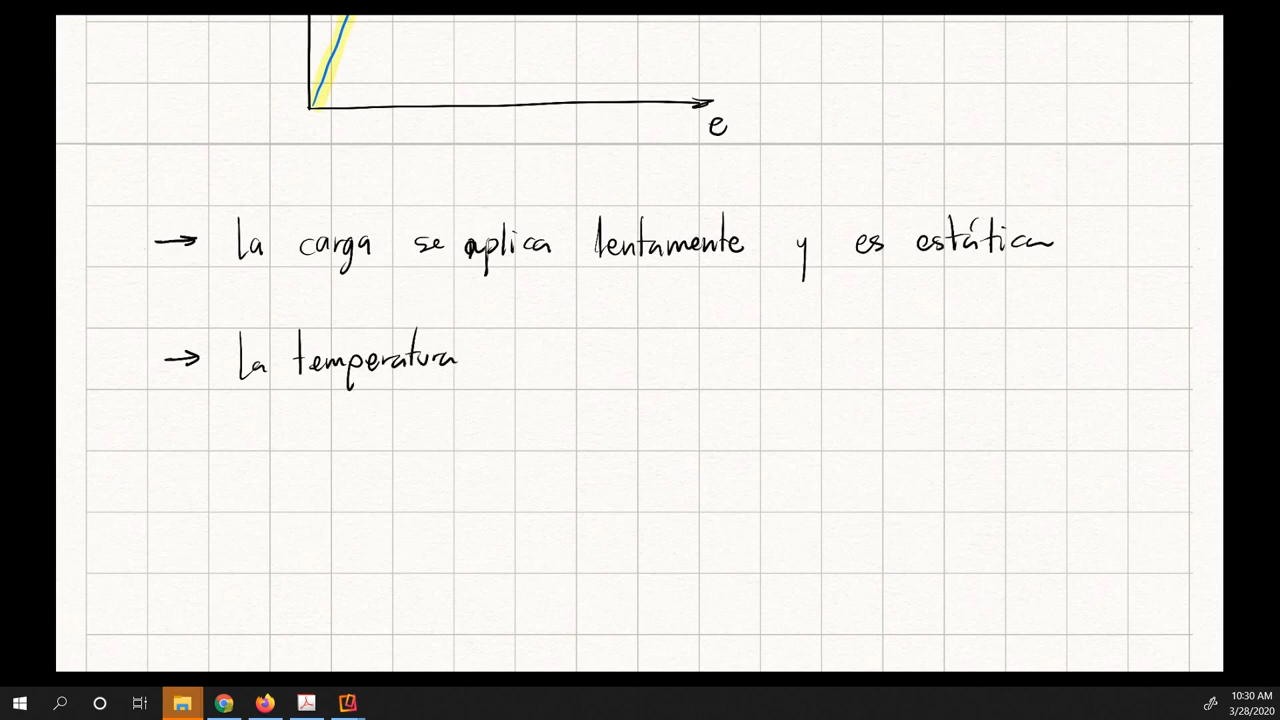 e
→ La carga se aplica lentamente y es estática
→ La temperatura
10:30 AM
3/28/2020